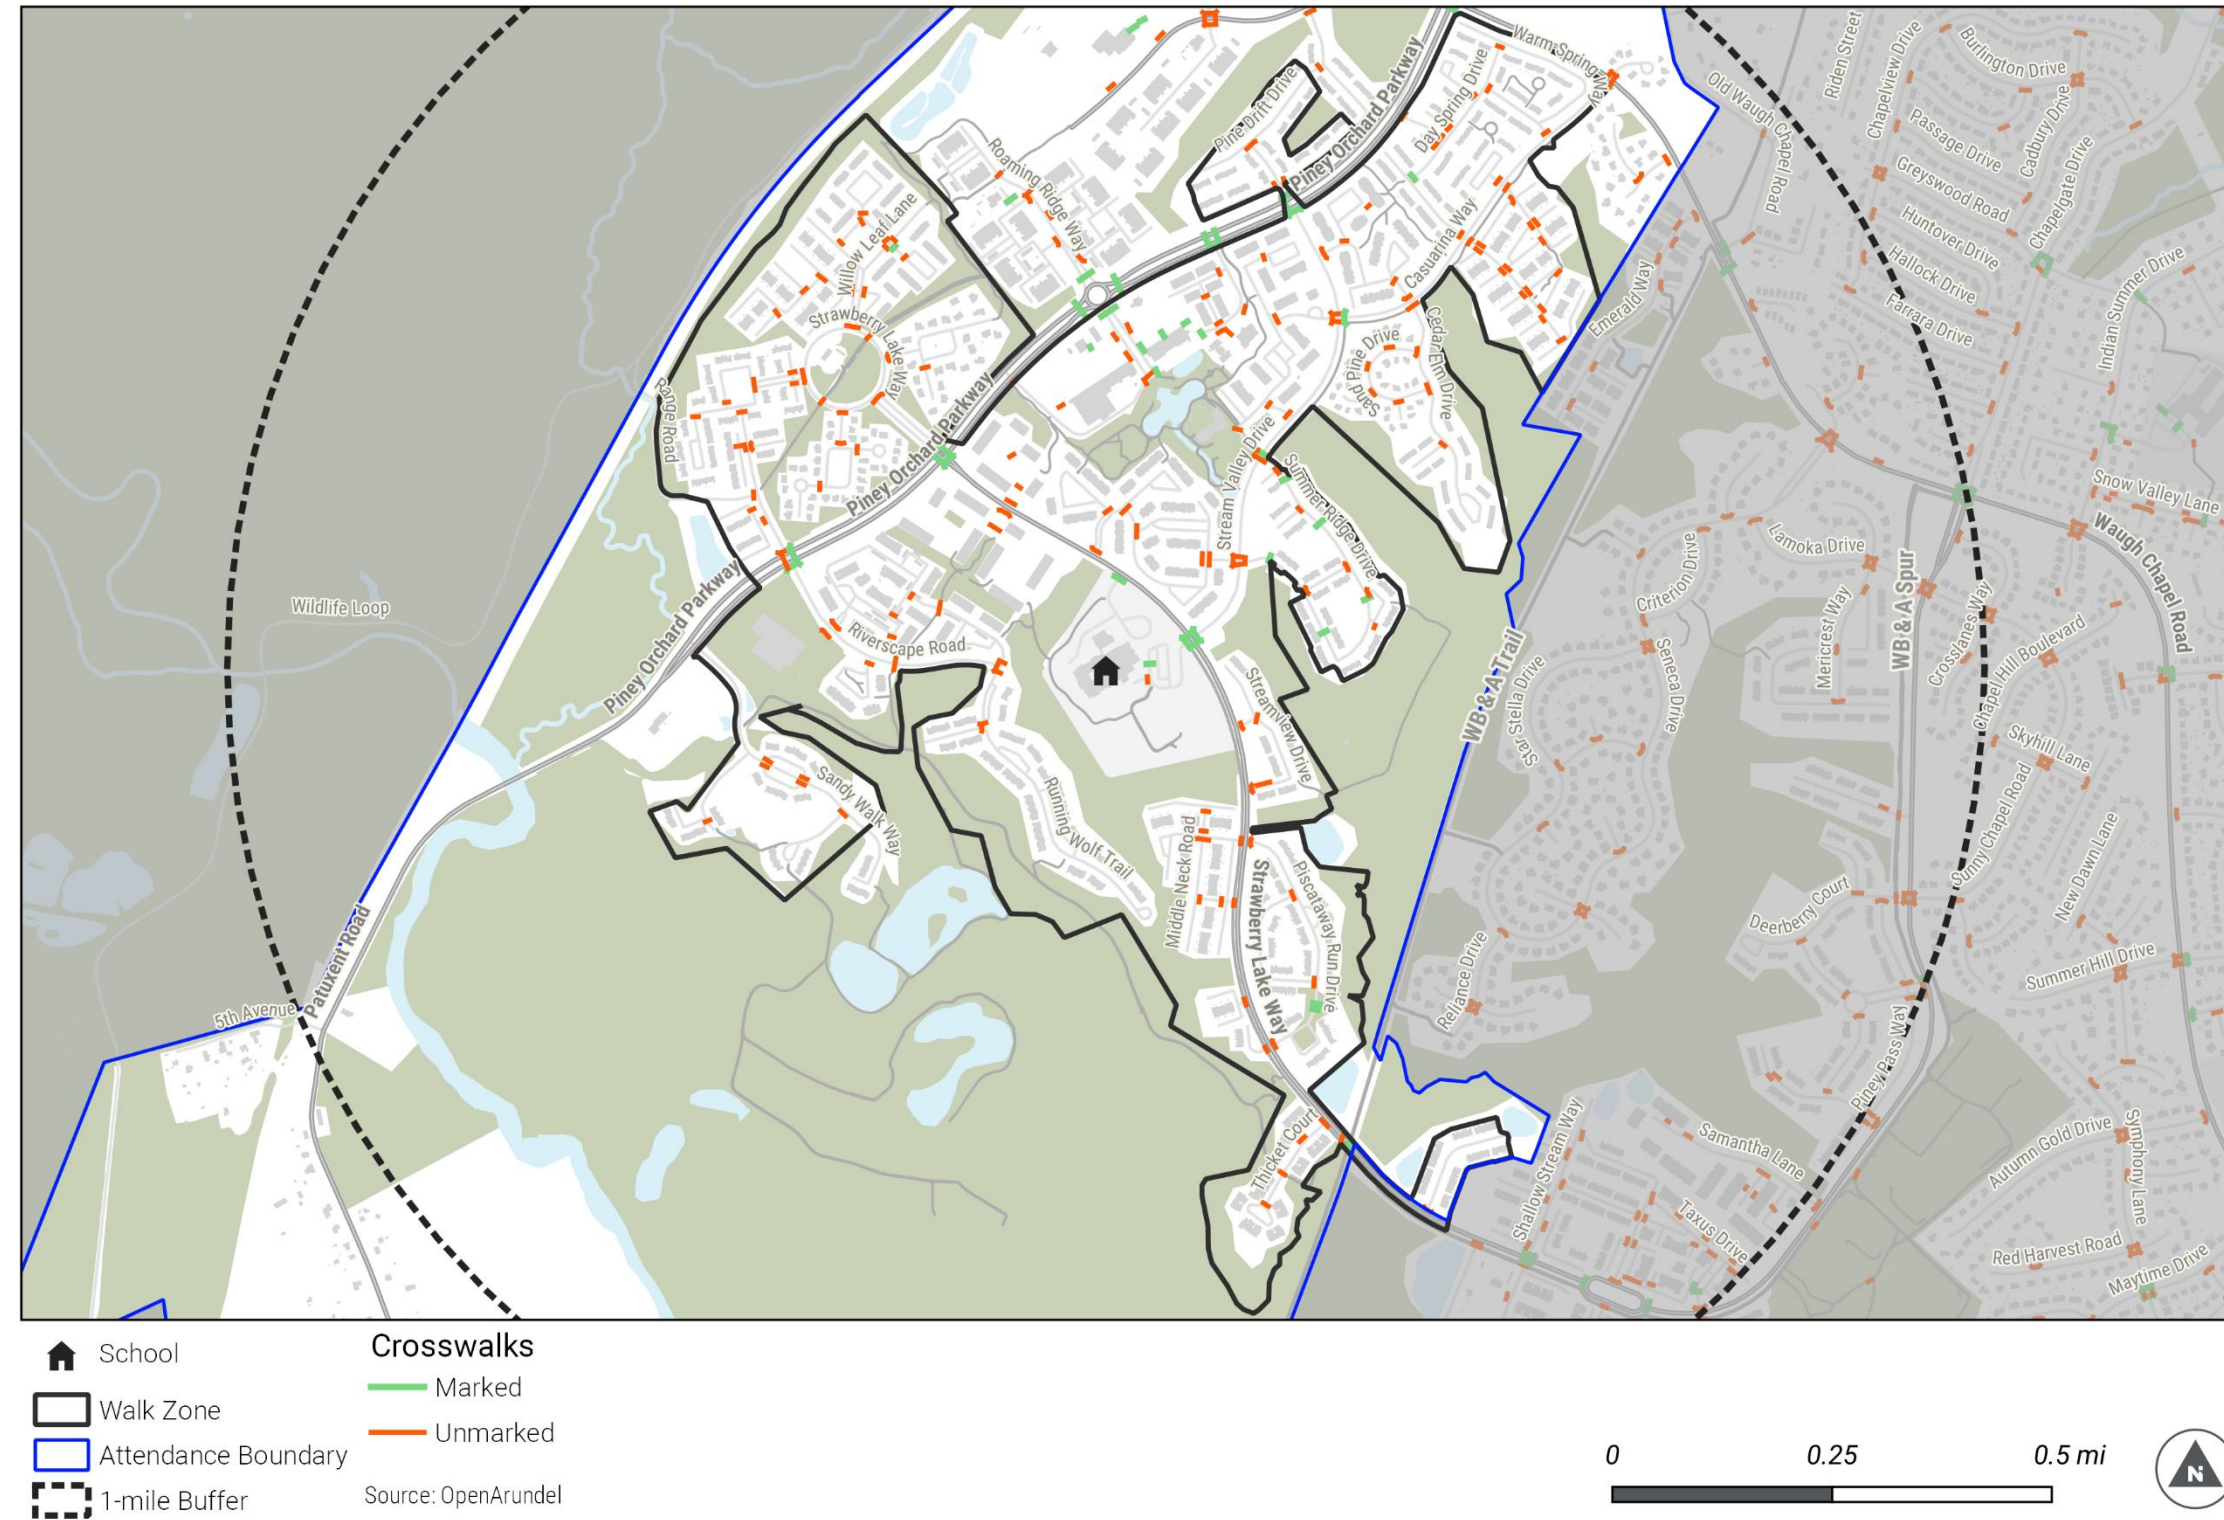 Warm Spring Way
Riden Street
Chapelview Drive
Burlington Drive
Piney Orchard Parkway
Day Spring Drive
Old Waugh Chapel Road
Pine Drift Drive
Passage Drive
Cadbury Drive
Roaming Ridge Way
Greyswood Road
Chapelgate Drive
Willow Leaf Lane
Casuarina Way
Huntover Drive
Hallock Drive
Indian Summer Drive
Emerald Way
Farrara Drive
Strawberry Lake Way
Sand Pine Drive
Cedar Elm Drive
Range Road
Piney Orchard Parkway
Piney Orchard Parkway
Stream Valley Drive
Summer Ridge Drive
Snow Valley Lane
Waugh Chapel Road
Lamoka Drive
Criterion Drive
WB & A Spur
Wildlife Loop
Piney Orchard Parkway
Riverscape Road
Mericrest Way
Crosslanes Way
Chapel Hill Boulevard
WB & A Trail
Seneca Drive
Star Stella Drive
Streamview Drive
Skyhill Lane
Sandy Walk Way
Running Wolf Trail
Middle Neck Road
Sunny Chapel Road
New Dawn Lane
Strawberry Lake Way
Piscataway Run Drive
Deerberry Court
Patuxent Road
Reliance Drive
Summer Hill Drive
5th Avenue
Piney Pass Way
Thicket Court
Shallow Stream Way
Samantha Lane
Autumn Gold Drive
Symphony Lane
Taxus Drive
Red Harvest Road
Maytime Drive
School
Walk Zone
Attendance Boundary
1-mile Buffer
Crosswalks
Marked
Unmarked
Source: OpenArundel
0 0.25 0.5 mi
N